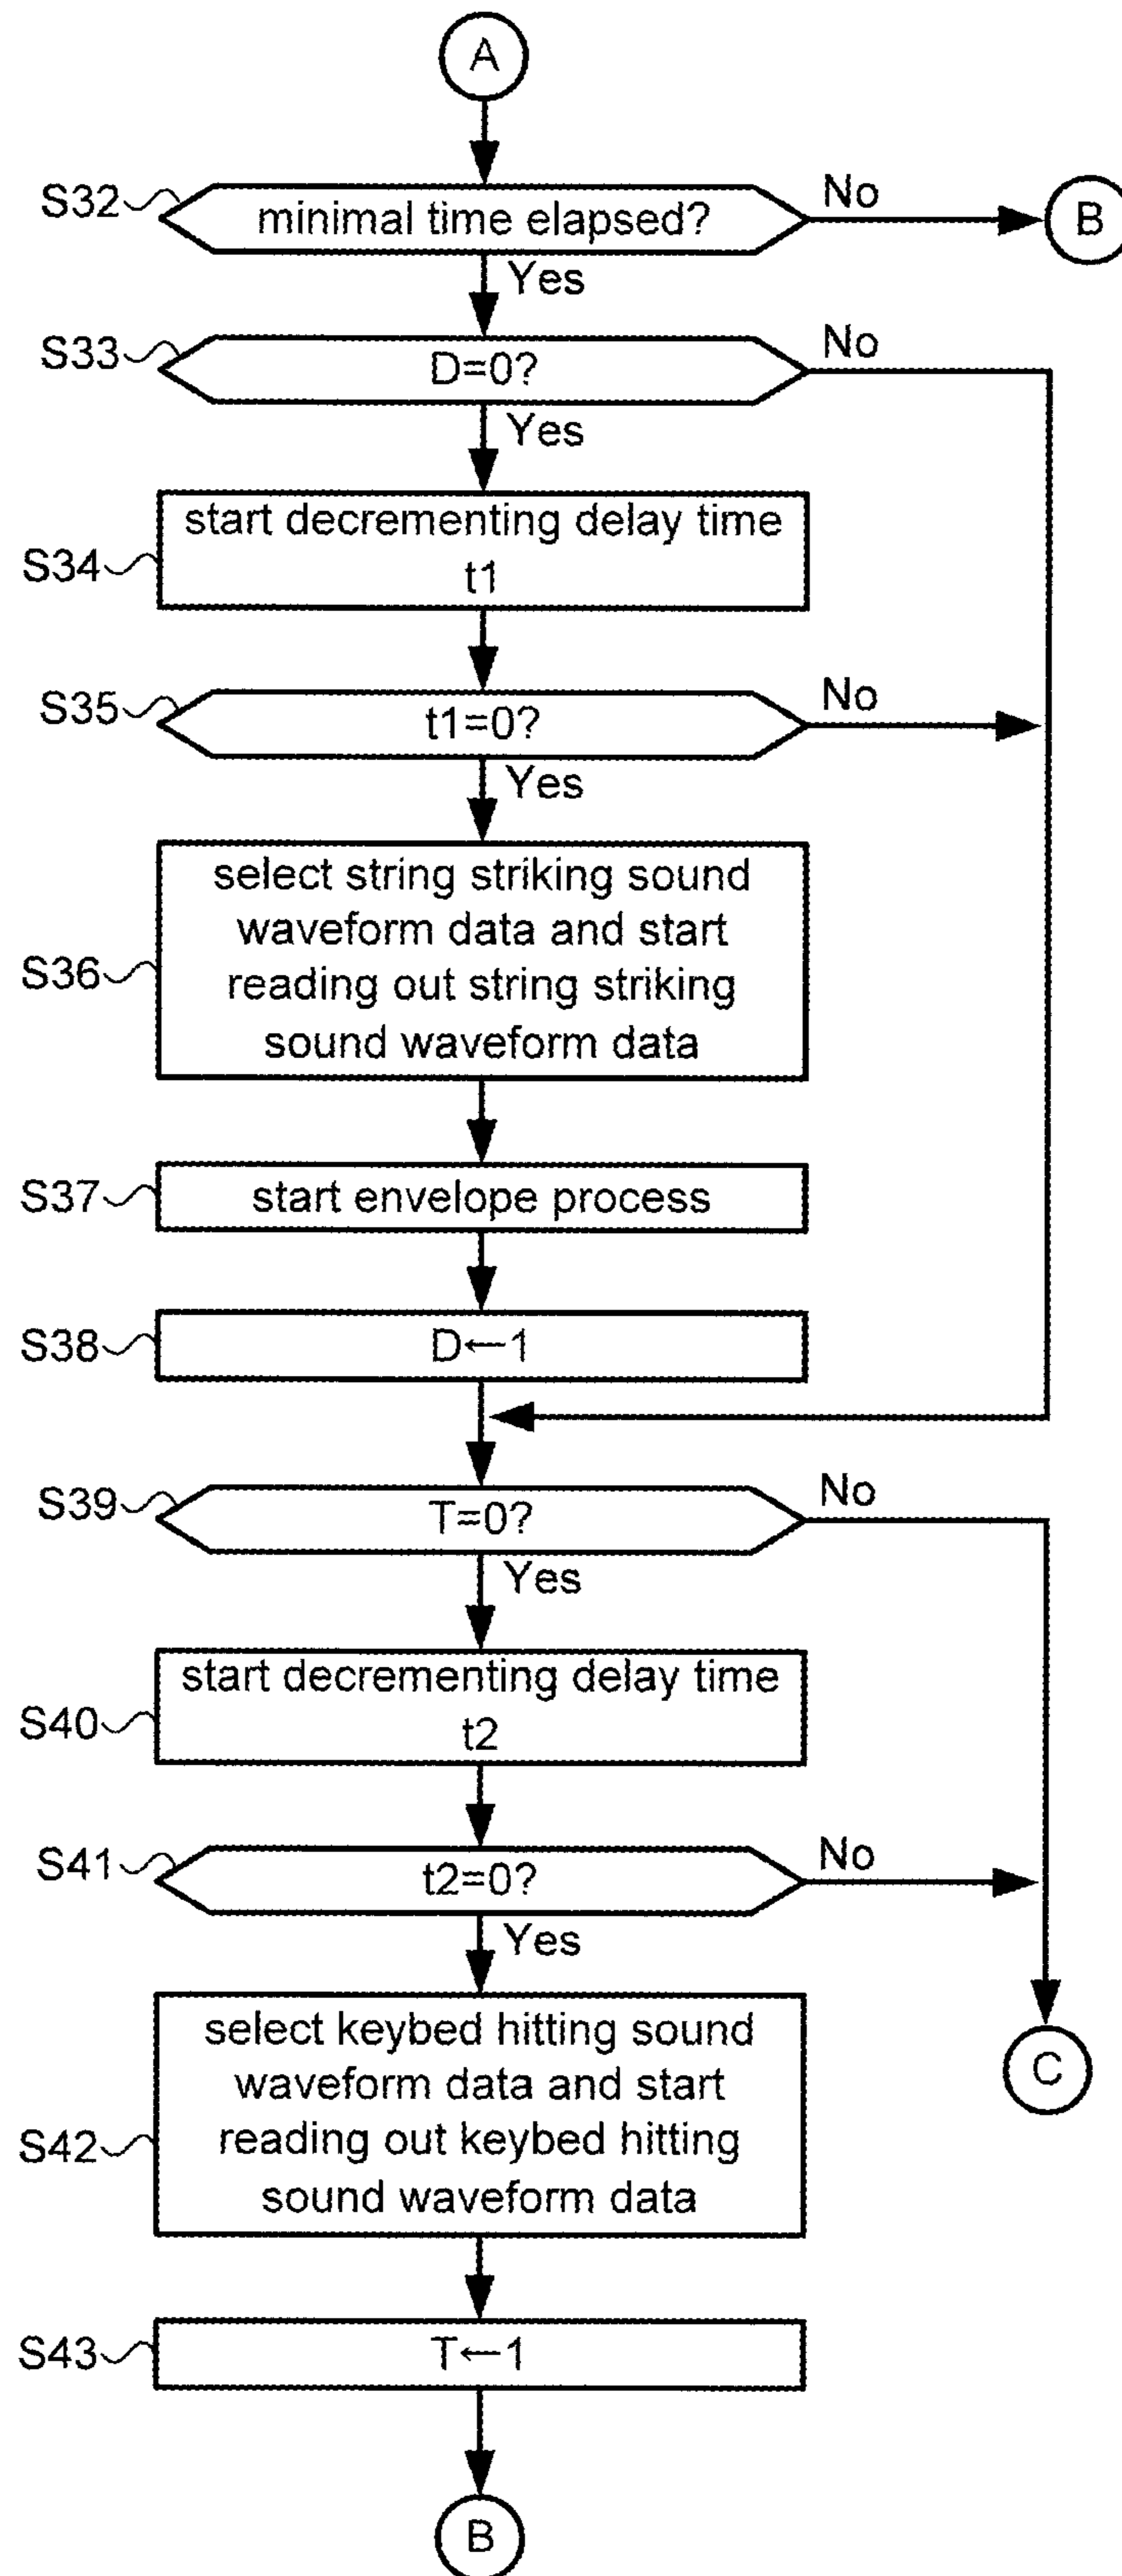 A
S32
minimal time elapsed?
No
B
Yes
S33
D=0?
No
Yes
S34
start decrementing delay time
t1
S35
t1=0?
No
Yes
S36
select string striking sound
waveform data and start
reading out string striking
sound waveform data
S37
start envelope process
S38
D←1
S39
T=0?
No
Yes
S40
start decrementing delay time
t2
S41
t2=0?
No
Yes
S42
select keybed hitting sound
waveform data and start
reading out keybed hitting
sound waveform data
C
S43
T←1
B